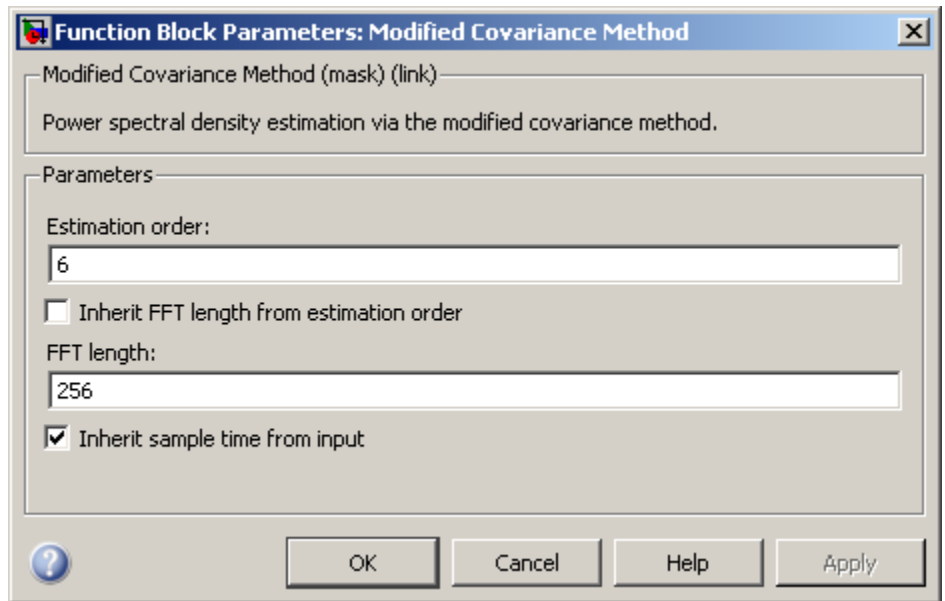 Function Block Parameters: Modified Covariance Method
Modified Covariance Method (mask) (link)
Power spectral density estimation via the modified covariance method.
Parameters
Estimation order:
6
Inherit FFT length from estimation order
FFT length:
256
Inherit sample time from input
? OK Cancel Help Apply